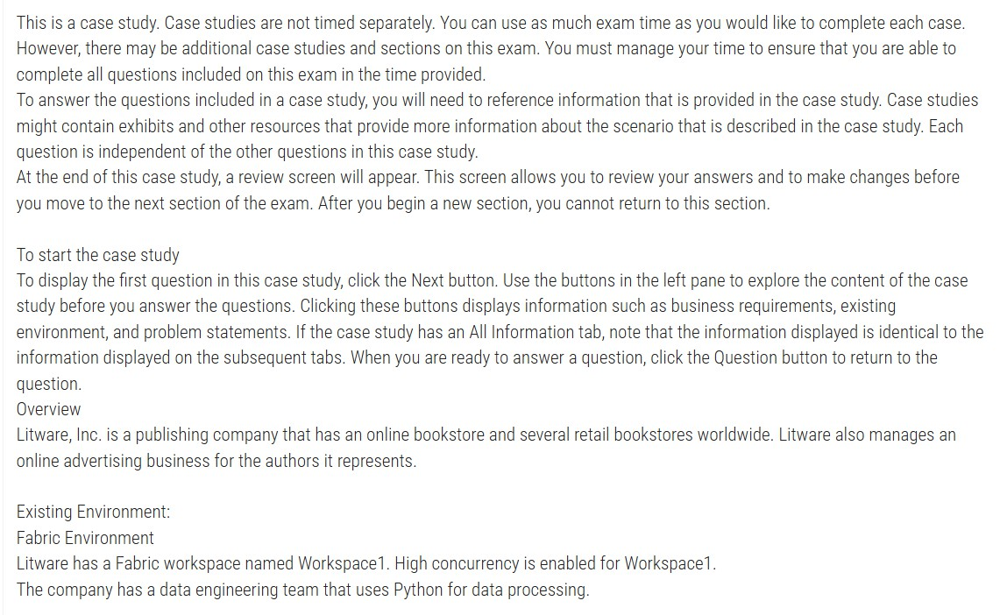 This is a case study. Case studies are not timed separately. You can use as much exam time as you would like to complete each case.
However, there may be additional case studies and sections on this exam. You must manage your time to ensure that you are able to
complete all questions included on this exam in the time provided.
To answer the questions included in a case study, you will need to reference information that is provided in the case study. Case studies
might contain exhibits and other resources that provide more information about the scenario that is described in the case study. Each
question is independent of the other questions in this case study.
At the end of this case study, a review screen will appear. This screen allows you to review your answers and to make changes before
you move to the next section of the exam. After you begin a new section, you cannot return to this section.
To start the case study
To display the first question in this case study, click the Next button. Use the buttons in the left pane to explore the content of the case
study before you answer the questions. Clicking these buttons displays information such as business requirements, existing
environment, and problem statements. If the case study has an All Information tab, note that the information displayed is identical to the
information displayed on the subsequent tabs. When you are ready to answer a question, click the Question button to return to the
question.
Overview
Litware, Inc. is a publishing company that has an online bookstore and several retail bookstores worldwide. Litware also manages an
online advertising business for the authors it represents.
Existing Environment:
Fabric Environment
Litware has a Fabric workspace named Workspace1. High concurrency is enabled for Workspace1.
The company has a data engineering team that uses Python for data processing.